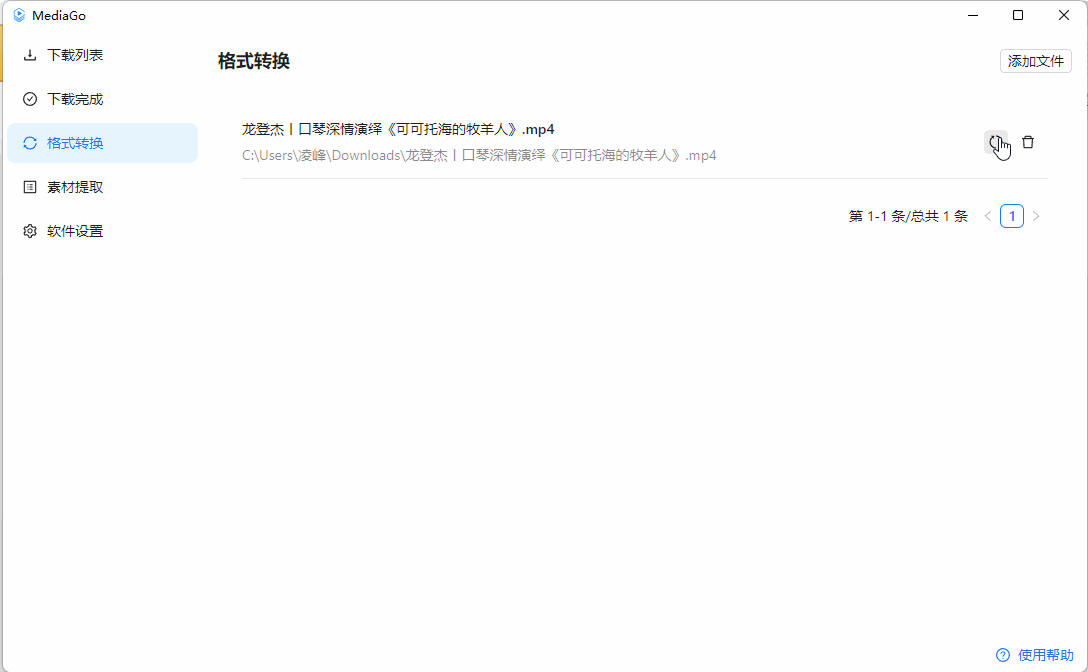 MediaGo
下载列表
下载完成
格式转换
素材提取
软件设置
格式转换
添加文件
龙登杰丨口琴深情演绎《可可托海的牧羊人》.mp4
C:\Users\凌峰\Downloads\龙登杰丨口琴深情演绎《可可托海的牧羊人》.mp4
第 1-1 条/总共 1 条
1
使用帮助